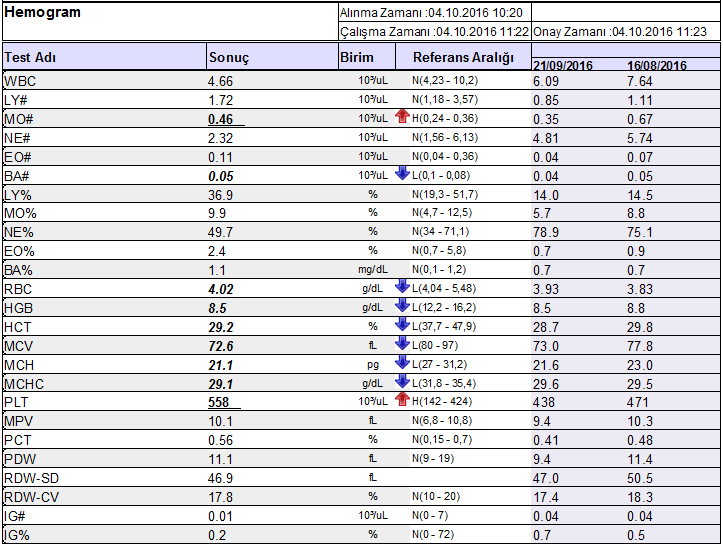 Hemogram
Alınma Zamanı :04.10.2016 10:20
Çalışma Zamanı :04.10.2016 11:22 Onay Zamanı :04.10.2016 11:23
Test Adı Sonuç Birim Referans Aralığı 21/09/2016 16/08/2016
WBC 4.66 10³/uL N(4,23 - 10,2) 6.09 7.64
LY# 1.72 10³/uL N(1,18 - 3,57) 0.85 1.11
MO# 0.46 10³/uL H(0,24 - 0,36) 0.35 0.67
NE# 2.32 10³/uL N(1,56 - 6,13) 4.81 5.74
EO# 0.11 10³/uL N(0,04 - 0,36) 0.04 0.07
BA# 0.05 10³/uL L(0,1 - 0,08) 0.04 0.05
LY% 36.9 % N(19,3 - 51,7) 14.0 14.5
MO% 9.9 % N(4,7 - 12,5) 5.7 8.8
NE% 49.7 % N(34 - 71,1) 78.9 75.1
EO% 2.4 % N(0,7 - 5,8) 0.7 0.9
BA% 1.1 mg/dL N(0,1 - 1,2) 0.7 0.7
RBC 4.02 g/dL L(4,04 - 5,48) 3.93 3.83
HGB 8.5 g/dL L(12,2 - 16,2) 8.5 8.8
HCT 29.2 % L(37,7 - 47,9) 28.7 29.8
MCV 72.6 fL L(80 - 97) 73.0 77.8
MCH 21.1 pg L(27 - 31,2) 21.6 23.0
MCHC 29.1 g/dL L(31,8 - 35,4) 29.6 29.5
PLT 558 10³/uL H(142 - 424) 438 471
MPV 10.1 fL N(6,8 - 10,8) 9.4 10.3
PCT 0.56 % N(0,15 - 0,7) 0.41 0.48
PDW 11.1 fL N(9 - 19) 9.4 11.4
RDW-SD 46.9 fL 47.0 50.5
RDW-CV 17.8 % N(10 - 20) 17.4 18.3
IG# 0.01 10³/uL N(0 - 7) 0.04 0.04
IG% 0.2 % N(0 - 72) 0.7 0.5